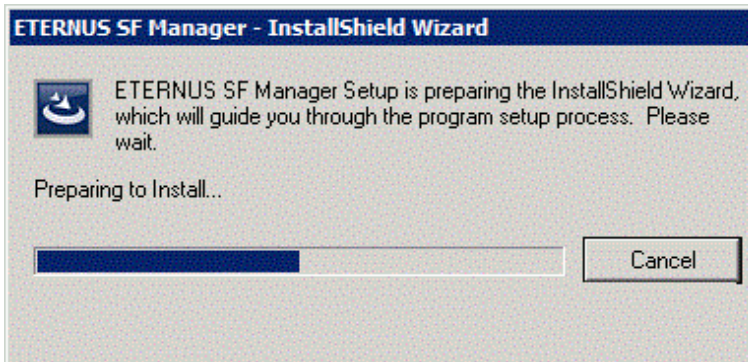 ETERNUS SF Manager - InstallShield Wizard
ETERNUS SF Manager Setup is preparing the InstallShield Wizard,
which will guide you through the program setup process.  Please
wait.
Preparing to Install...
Cancel